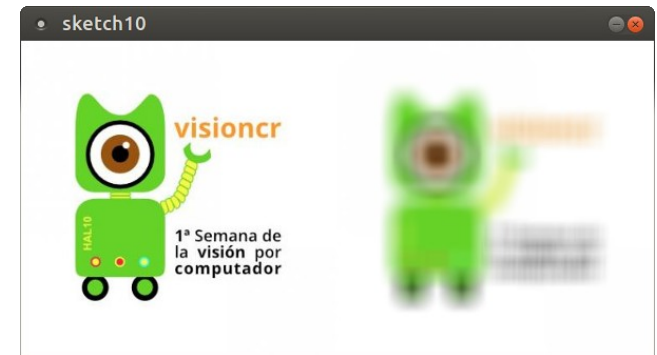 sketch10
visioncr
HAL10
1ª Semana de
la visión por
computador